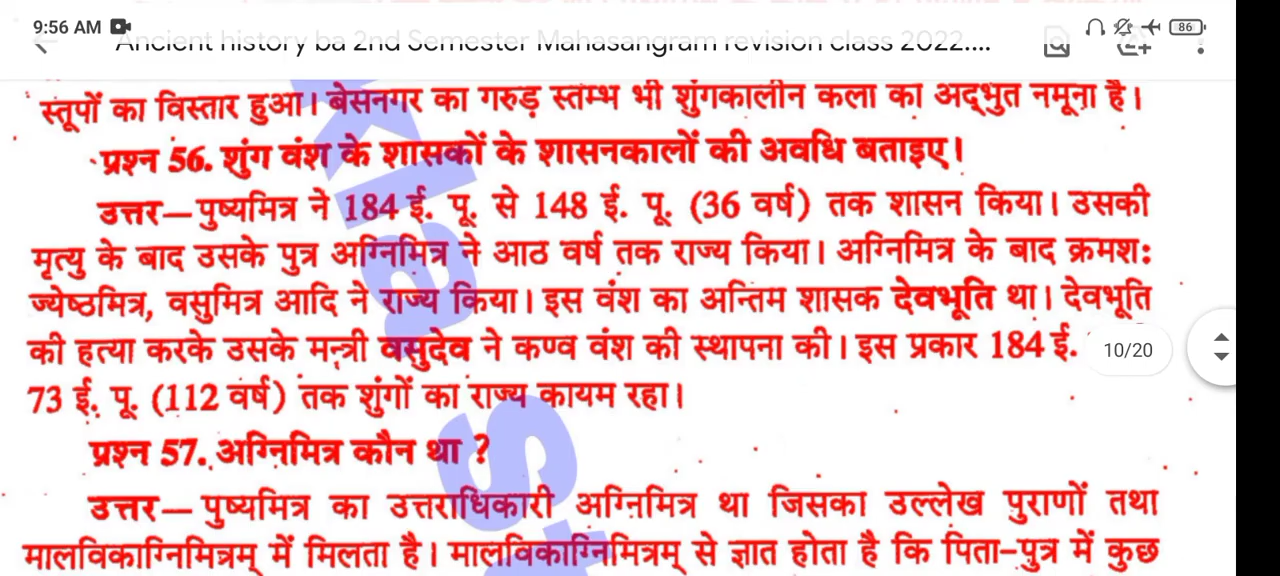 9:56 AM
86
Ancient history ba 2nd Semester Mahasangram revision class 2022....
स्तूपों का विस्तार हुआ। बेसनगर का गरुड़ स्तम्भ भी शुंगकालीन कला का अद्भुत नमूना है।
प्रश्न 56. शुंग वंश के शासकों के शासनकालों की अवधि बताइए।
उत्तर—पुष्यमित्र ने 184 ई. पू. से 148 ई. पू. (36 वर्ष) तक शासन किया। उसकी
मृत्यु के बाद उसके पुत्र अग्निमित्र ने आठ वर्ष तक राज्य किया। अग्निमित्र के बाद क्रमश:
ज्येष्ठमित्र, वसुमित्र आदि ने राज्य किया। इस वंश का अन्तिम शासक देवभूति था। देवभूति
की हत्या करके उसके मन्त्री वसुदेव ने कण्व वंश की स्थापना की। इस प्रकार 184 ई.
10/20
73 ई. पू. (112 वर्ष) तक शुंगों का राज्य कायम रहा।
प्रश्न 57. अग्निमित्र कौन था ?
उत्तर—पुष्यमित्र का उत्तराधिकारी अग्निमित्र था जिसका उल्लेख पुराणों तथा
मालविकाग्निमित्रम् में मिलता है। मालविकाग्निमित्रम् से ज्ञात होता है कि पिता-पुत्र में कुछ